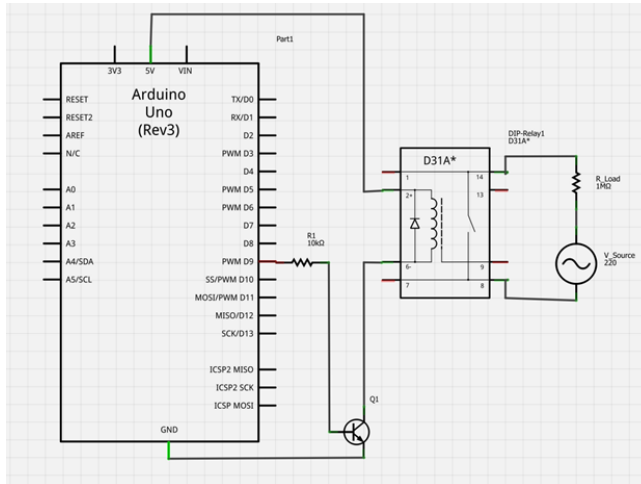 Part1
3V3
5V
VIN
Arduino
Uno
(Rev3)
RESET
RESET2
AREF
N/C
A0
A1
A2
A3
A4/SDA
A5/SCL
TX/D0
RX/D1
D2
PWM D3
D4
PWM D5
PWM D6
D7
D8
PWM D9
SS/PWM D10
MOSI/PWM D11
MISO/D12
SCK/D13
ICSP2 MISO
ICSP2 SCK
ICSP MOSI
GND
R1
10kΩ
Q1
DIP-Relay1
D31A*
D31A*
1
2+
6-
7
14
13
9
8
R_Load
1MΩ
V_Source
220